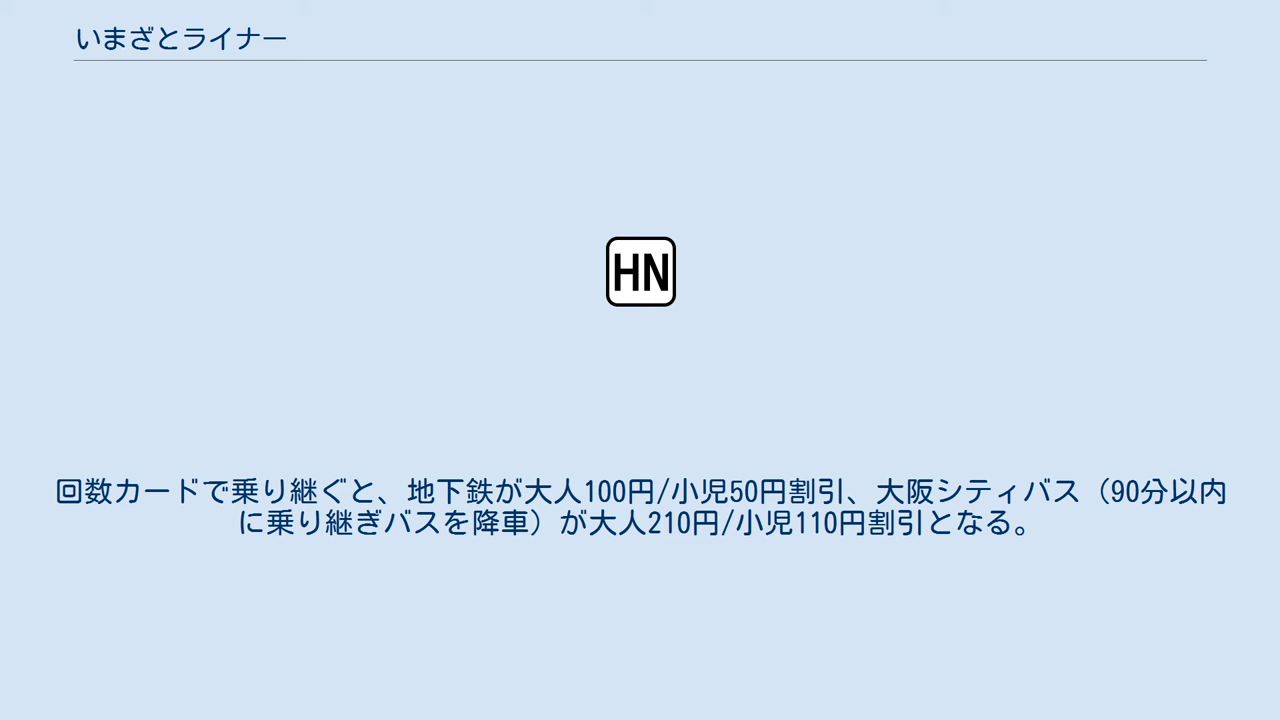 いまざとライナー
HN
回数カードで乗り継ぐと、地下鉄が大人100円/小児50円割引、大阪シティバス（90分以内
に乗り継ぎバスを降車）が大人210円/小児110円割引となる。